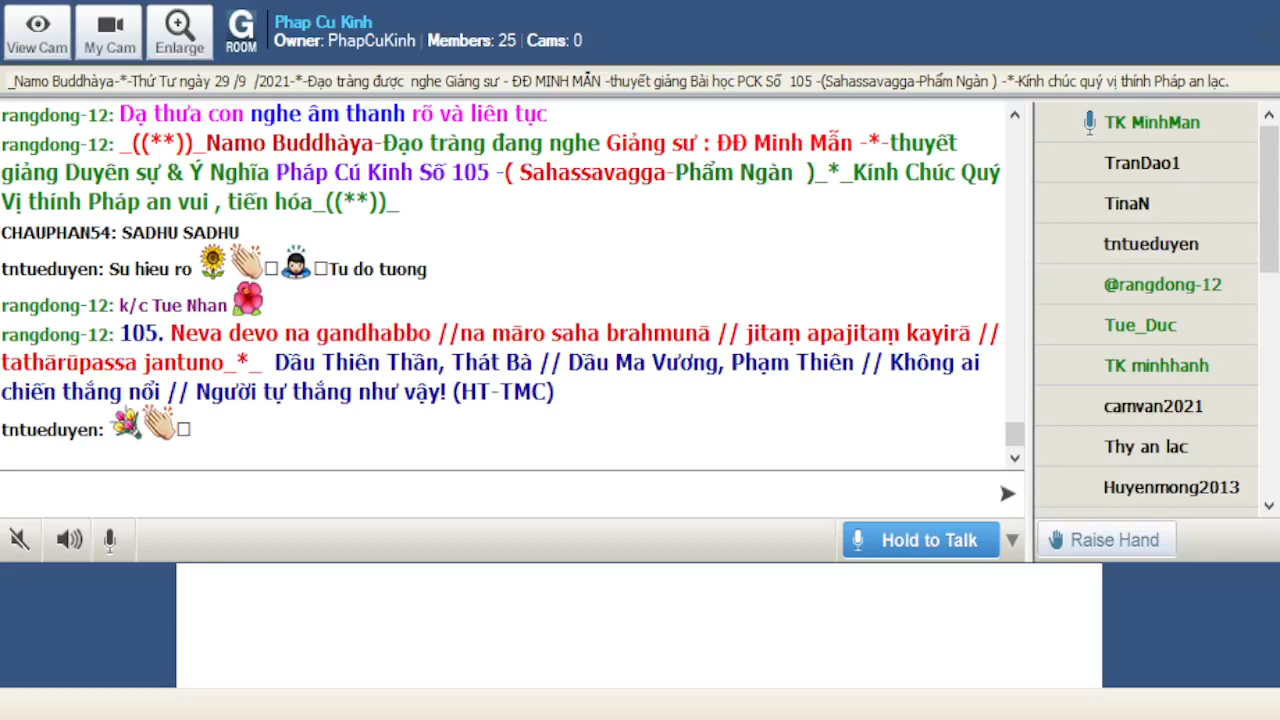 View Cam
My Cam
Enlarge
G
ROOM
Phap Cu Kinh
Owner: PhapCuKinh | Members: 25 | Cams: 0
_Namo Buddhàya-*-Thứ Tư ngày 29 /9  /2021-*-Đạo tràng được  nghe Giảng sư - ĐĐ MINH MẪN -thuyết giảng Bài học PCK Số  105 -(Sahassavagga-Phẩm Ngàn ) -*-Kính chúc quý vị thính Pháp an lạc.
rangdong-12: Dạ thưa con nghe âm thanh rõ và liên tục
rangdong-12: _((**))_Namo Buddhàya-Đạo tràng đang nghe Giảng sư : ĐĐ Minh Mẫn -*-thuyết
giảng Duyên sự & Ý Nghĩa Pháp Cú Kinh Số 105 -( Sahassavagga-Phẩm Ngàn  )_*_Kính Chúc Quý
Vị thính Pháp an vui , tiến hóa_((**))_
CHAUPHAN54: SADHU SADHU
tntueduyen: Su hieu ro Tu do tuong
rangdong-12: k/c Tue Nhan
rangdong-12: 105. Neva devo na gandhabbo //na māro saha brahmunā // jitaṃ apajitaṃ kayirā //
tathārūpassa jantuno_*_  Dầu Thiên Thần, Thát Bà // Dầu Ma Vương, Phạm Thiên // Không ai
chiến thắng nổi // Người tự thắng như vậy! (HT-TMC)
tntueduyen:
TK MinhMan
TranDao1
TinaN
tntueduyen
@rangdong-12
Tue_Duc
TK minhhanh
camvan2021
Thy an lac
Huyenmong2013
Hold to Talk
Raise Hand